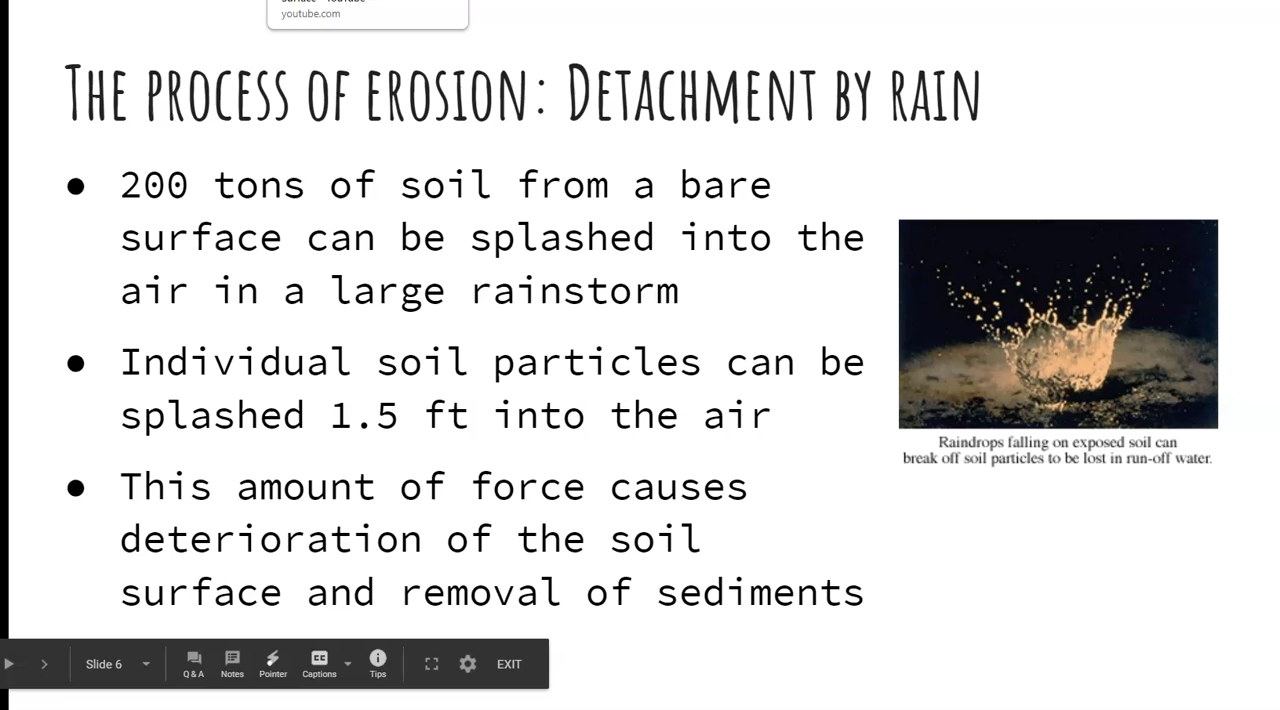 youtube.com
The process of erosion: Detachment by rain
● 200 tons of soil from a bare
surface can be splashed into the
air in a large rainstorm
● Individual soil particles can be
splashed 1.5 ft into the air
● This amount of force causes
deterioration of the soil
surface and removal of sediments
Raindrops falling on exposed soil can
break off soil particles to be lost in run-off water.
Slide 6
Q & A
Notes
Pointer
CC
Captions
Tips
EXIT